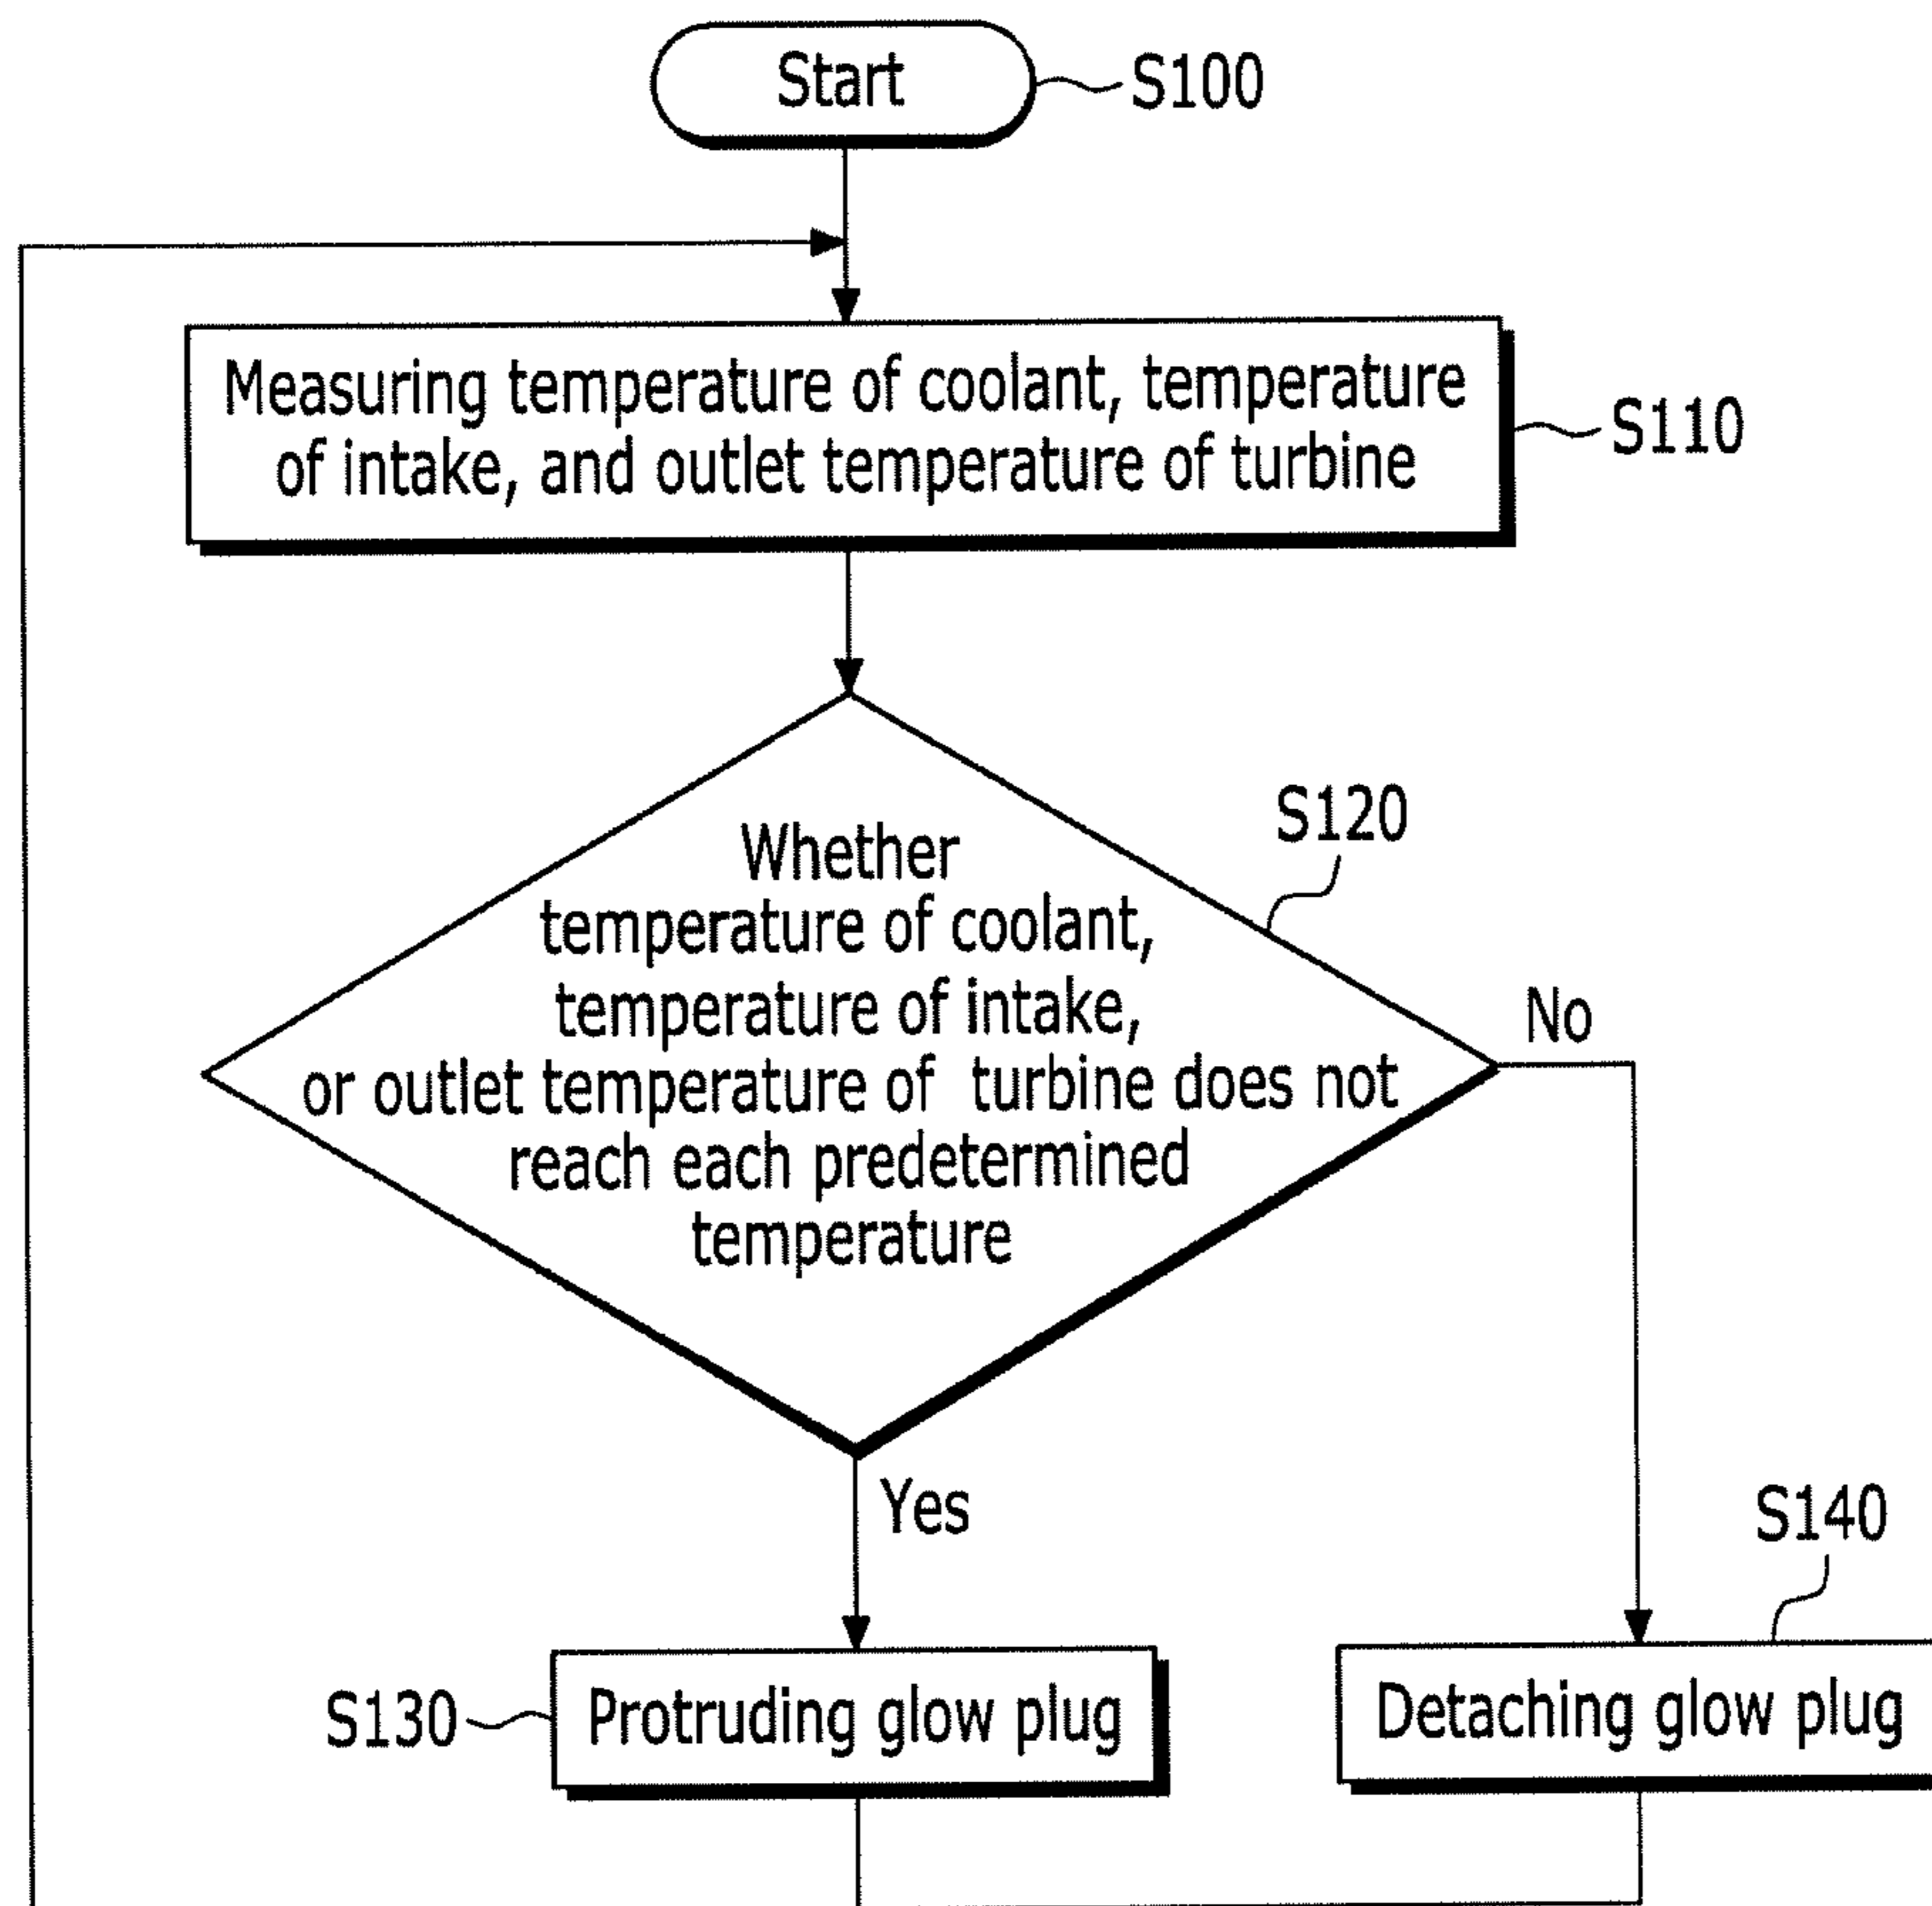 Start
S100
Measuring temperature of coolant, temperature
of intake, and outlet temperature of turbine
S110
S120
Whether
temperature of coolant,
temperature of intake,
or outlet temperature of turbine does not
reach each predetermined
temperature
No
Yes
S140
S130
Protruding glow plug
Detaching glow plug